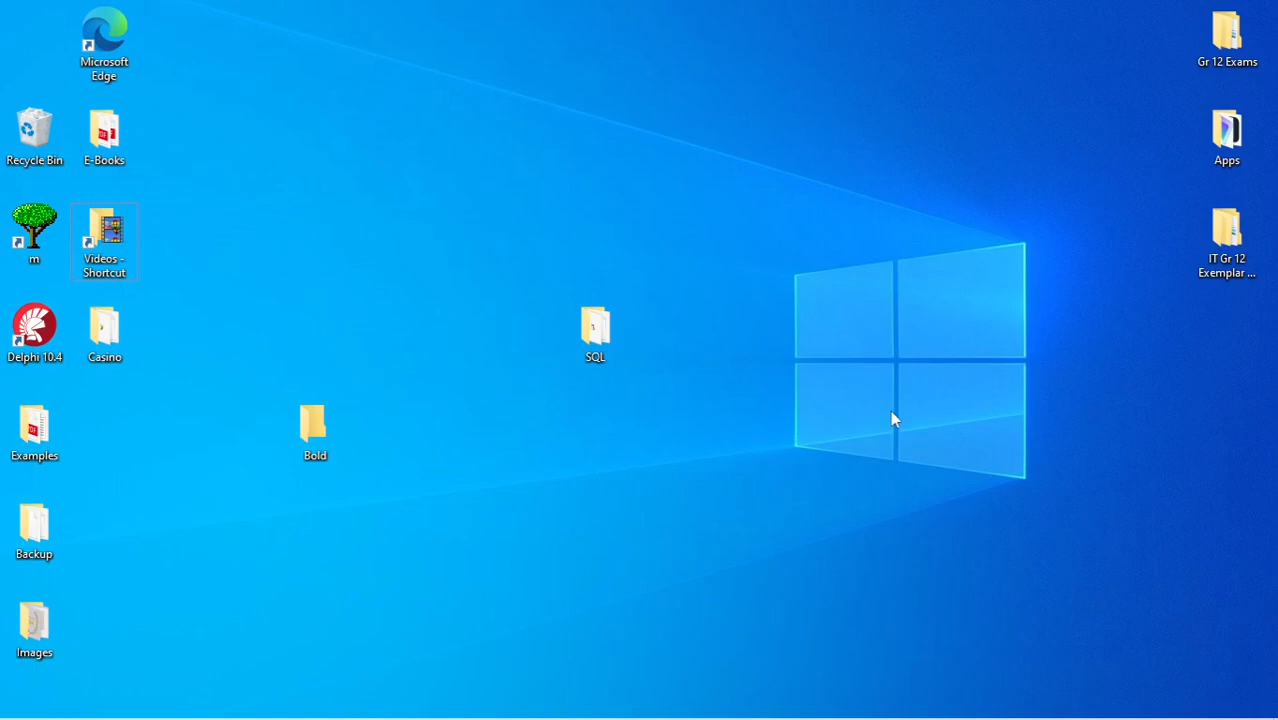 Microsoft
Edge
Gr 12 Exams
Recycle Bin
E-Books
Apps
m
Videos -
Shortcut
IT Gr 12
Exemplar ...
Delphi 10.4
Casino
SQL
Examples
Bold
Backup
Images